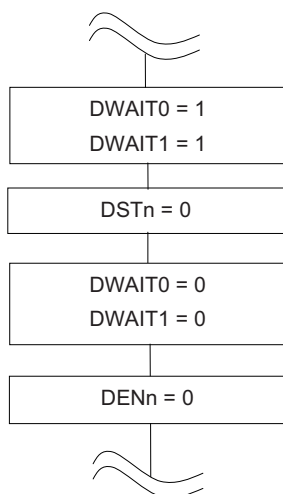 DWAIT0 = 1
DWAIT1 = 1
DSTn = 0
DWAIT0 = 0
DWAIT1 = 0
DENn = 0